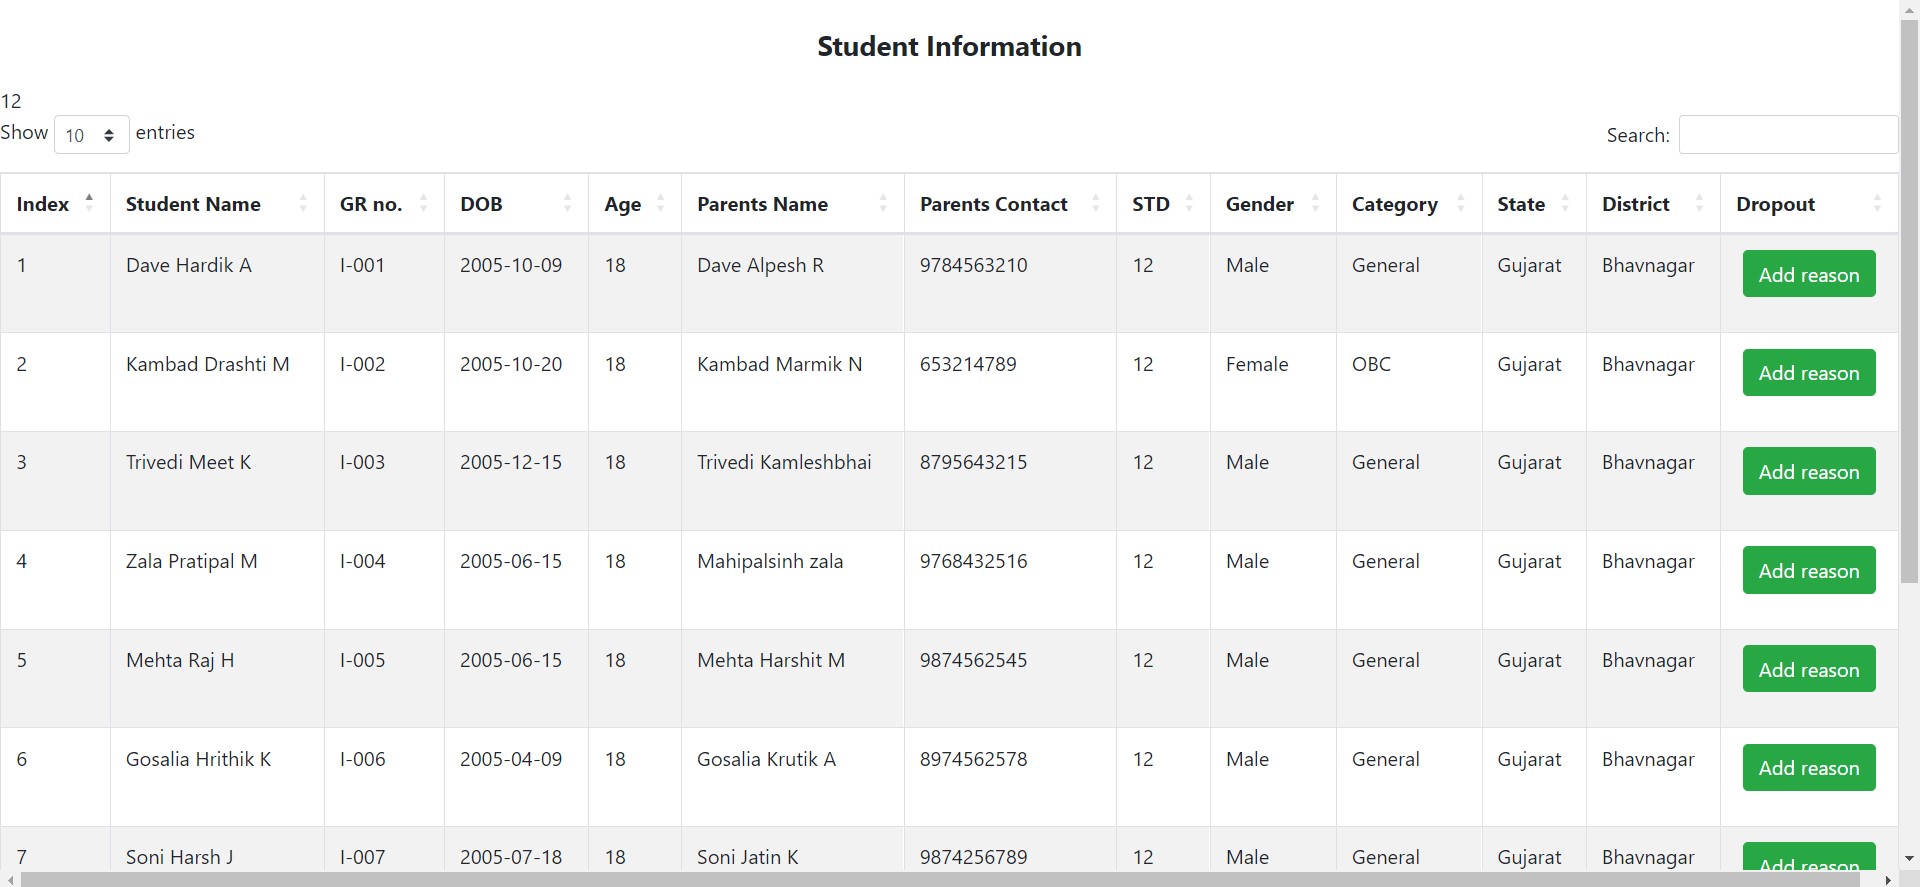 Student Information
12
Show 10 entries Search:
Index Student Name GR no. DOB Age Parents Name Parents Contact STD Gender Category State District Dropout
1 Dave Hardik A I-001 2005-10-09 18 Dave Alpesh R 9784563210 12 Male General Gujarat Bhavnagar Add reason
2 Kambad Drashti M I-002 2005-10-20 18 Kambad Marmik N 653214789 12 Female OBC Gujarat Bhavnagar Add reason
3 Trivedi Meet K I-003 2005-12-15 18 Trivedi Kamleshbhai 8795643215 12 Male General Gujarat Bhavnagar Add reason
4 Zala Pratipal M I-004 2005-06-15 18 Mahipalsinh zala 9768432516 12 Male General Gujarat Bhavnagar Add reason
5 Mehta Raj H I-005 2005-06-15 18 Mehta Harshit M 9874562545 12 Male General Gujarat Bhavnagar Add reason
6 Gosalia Hrithik K I-006 2005-04-09 18 Gosalia Krutik A 8974562578 12 Male General Gujarat Bhavnagar Add reason
7 Soni Harsh J I-007 2005-07-18 18 Soni Jatin K 9874256789 12 Male General Gujarat Bhavnagar Add reason